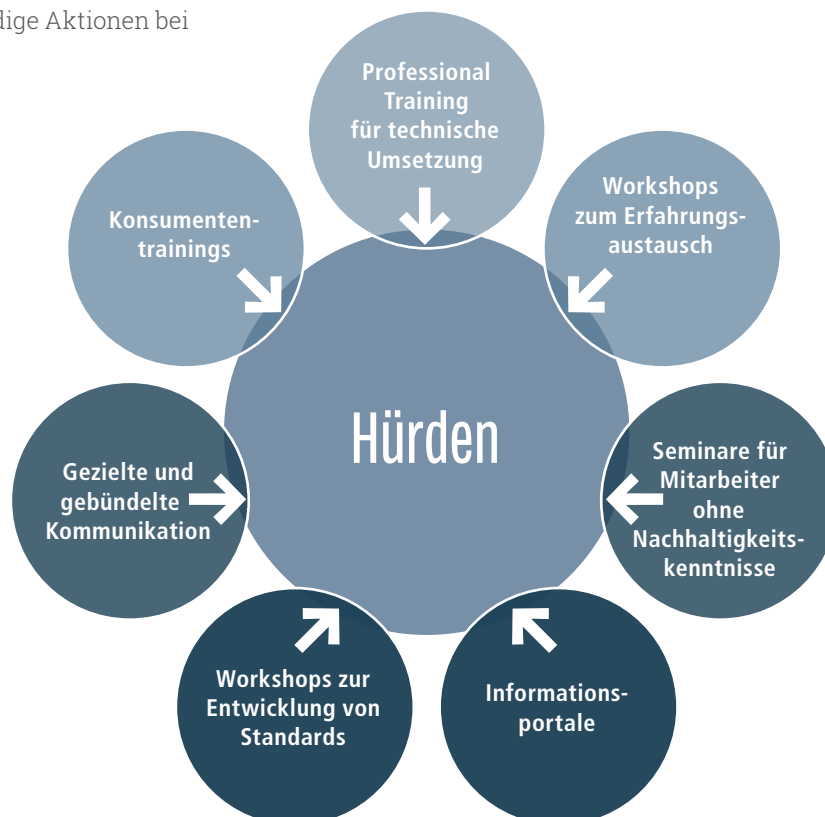 Aktionen bei
Professional
Training
für technische
Umsetzung
Workshops
zum Erfahrungs-
austausch
Konsumenten-
trainings
Hürden
Seminare für
Mitarbeiter
ohne
Nachhaltigkeits-
kenntnisse
Gezielte und
gebündelte
Kommunikation
Workshops zur
Entwicklung von
Standards
Informations-
portale